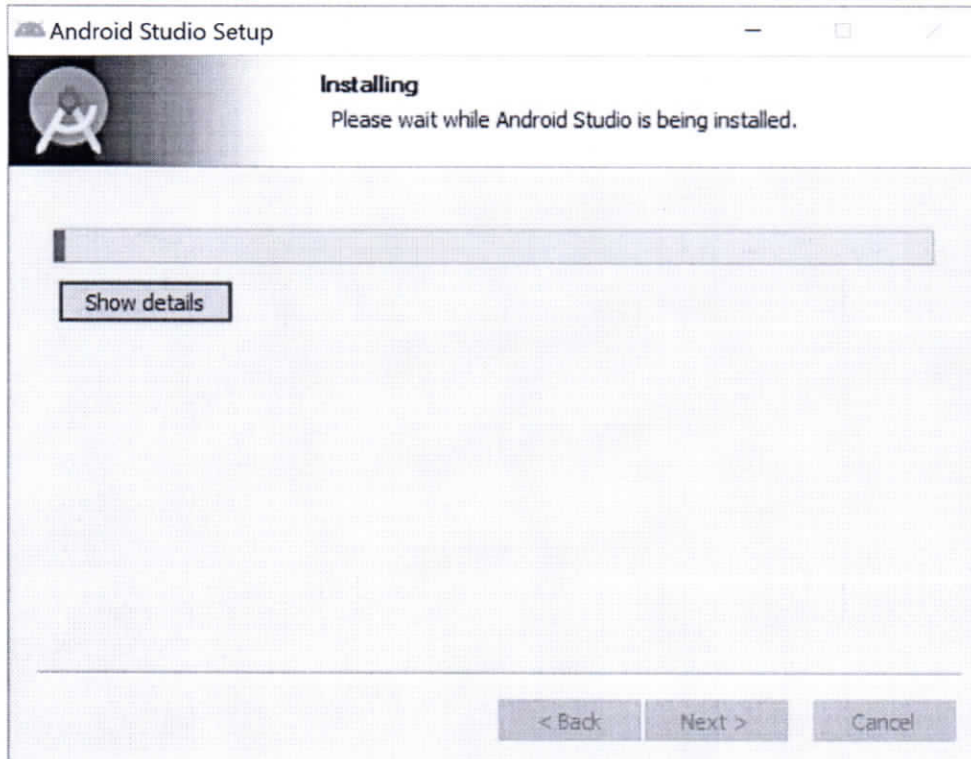 Android Studio Setup
Installing
Please wait while Android Studio is being installed.
Show details
< Back
Next >
Cancel